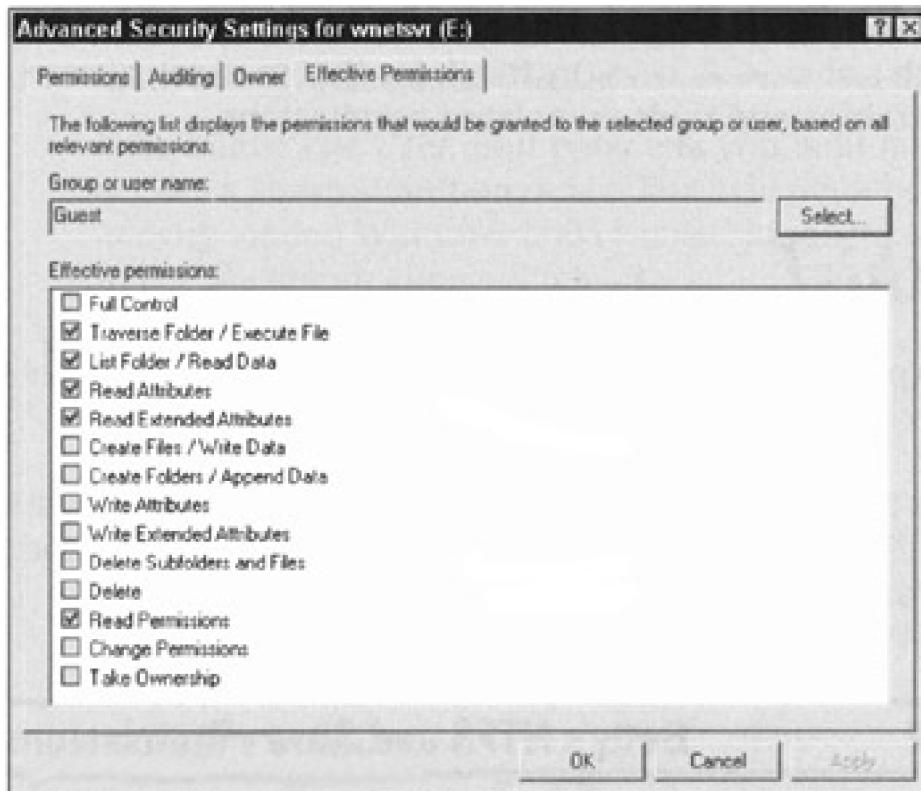 Advanced Security Settings for wnetsvr (E:)
Permissions Auditing Owner Effective Permissions
The following list displays the permissions that would be granted to the selected group or user, based on all
relevant permissions.
Group or user name:
Guest
Select...
Effective permissions:
Full Control
Traverse Folder / Execute File
List Folder / Read Data
Read Attributes
Read Extended Attributes
Create Files / Write Data
Create Folders / Append Data
Write Attributes
Write Extended Attributes
Delete Subfolders and Files
Delete
Read Permissions
Change Permissions
Take Ownership
OK Cancel Apply